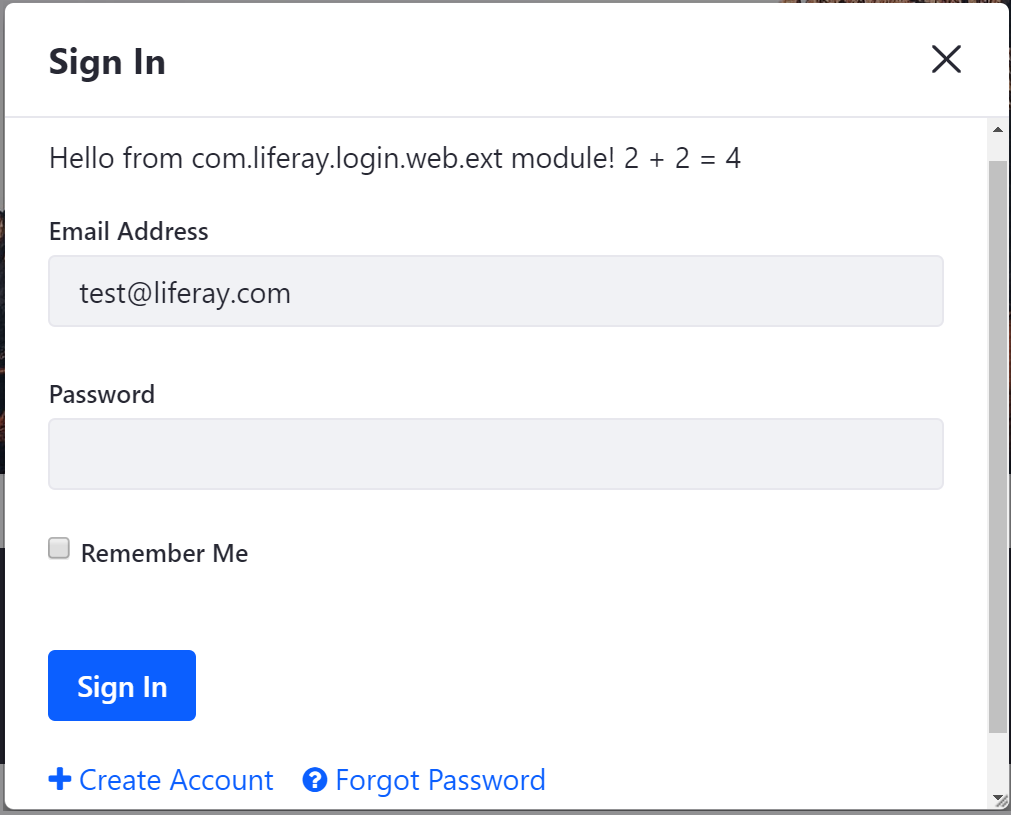 Sign In
Hello from com.liferay.login.web.ext module! 2 + 2 = 4
Email Address
test@liferay.com
Password
Remember Me
Sign In
Create Account Forgot Password